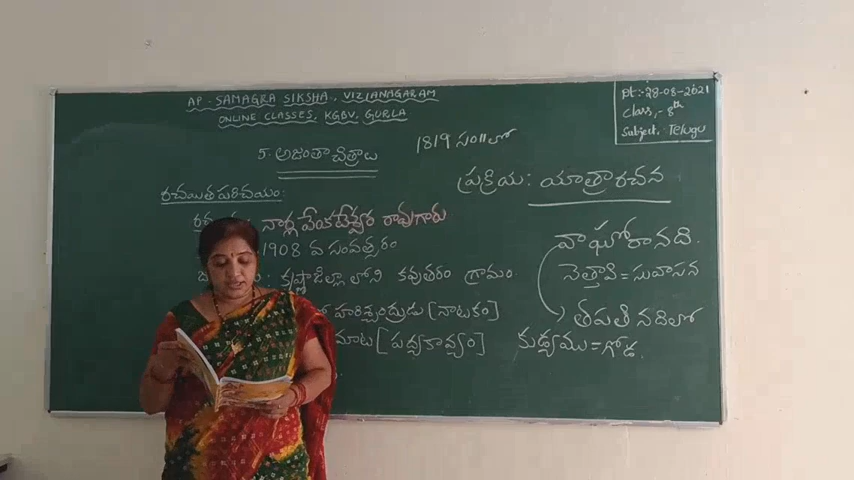 AP - SAMAGRA SIKSHA, VIZIANAGARAM
ONLINE CLASSES, KGBV, GURLA
Dt:- 28-08-2021
Class,- 8th
Subject, Telugu
5. అజంతా చిత్రాలు
1819 సం॥లో
ప్రక్రియ: యాత్రారచన
రచయిత పరిచయం:
నార్ల వేంకటేశ్వర రావుగారు
1908 వ సంవత్సరం
: కృష్ణాజిల్లాలోని కవుతరం గ్రామం.
హరిశ్చంద్రుడు [నాటకం]
మాట [పద్యకావ్యం]
వాఘోరా నది.
నెత్తావి = సువాసన
తపతి నదిలో
కుడ్యము = గోడ.